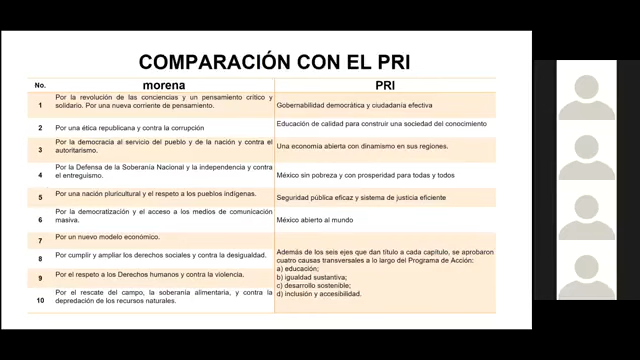 COMPARACIÓN CON EL PRI
No. morena PRI
1 Por la revolución de las conciencias y un pensamiento crítico y
solidario. Por una nueva corriente de pensamiento.
Gobernabilidad democrática y ciudadanía efectiva
2 Por una ética republicana y contra la corrupción
Educación de calidad para construir una sociedad del conocimiento
3 Por la democracia al servicio del pueblo y de la nación y contra el
autoritarismo.
Una economía abierta con dinamismo en sus regiones.
4 Por la Defensa de la Soberanía Nacional y la independencia y contra
el entreguismo.
México sin pobreza y con prosperidad para todas y todos
5 Por una nación pluricultural y el respeto a los pueblos indígenas.
Seguridad pública eficaz y sistema de justicia eficiente
6 Por la democratización y el acceso a los medios de comunicación
masiva.
México abierto al mundo
7 Por un nuevo modelo económico.
8 Por cumplir y ampliar los derechos sociales y contra la desigualdad.
9 Por el respeto a los Derechos humanos y contra la violencia.
10 Por el rescate del campo, la soberanía alimentaria, y contra la
depredación de los recursos naturales.
Además de los seis ejes que dan título a cada capítulo, se aprobaron
cuatro causas transversales a lo largo del Programa de Acción:
a) educación;
b) igualdad sustantiva;
c) desarrollo sostenible;
d) inclusión y accesibilidad.